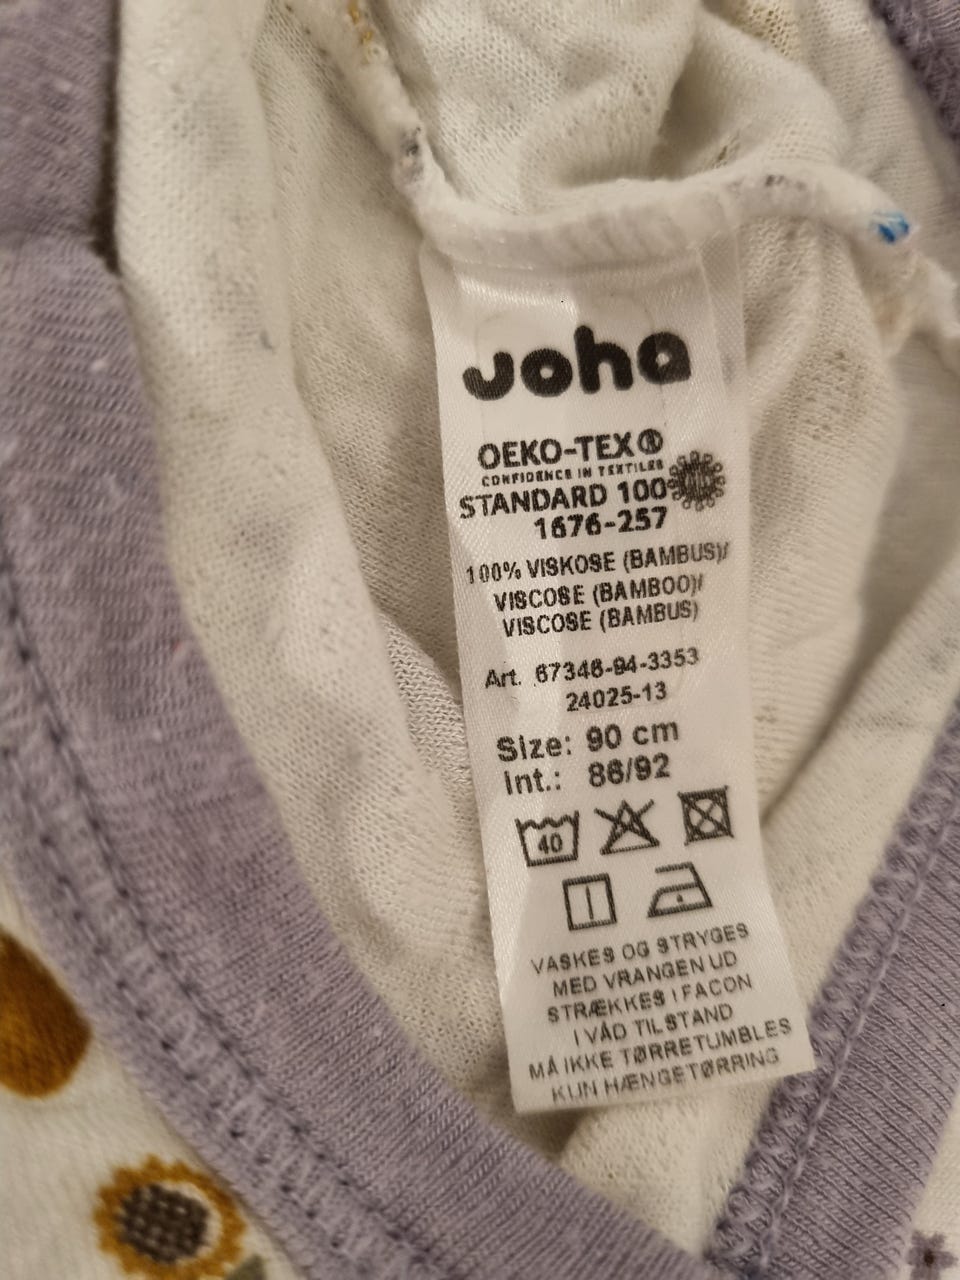 Joha
OEKO-TEX®
CONFIDENCE IN TEXTILES
STANDARD 100
1676-257
100% VISKOSE (BAMBUS)/
VISCOSE (BAMBOO)/
VISCOSE (BAMBUS)
Art. 67346-94-3353
24025-13
Size: 90 cm
Int.: 86/92
40
VASKES OG STRYGES
MED VRANGEN UD
STRÆKKES I FACON
I VÅD TILSTAND
MÅ IKKE TØRRETUMBLES
KUN HÆNGETØRRING